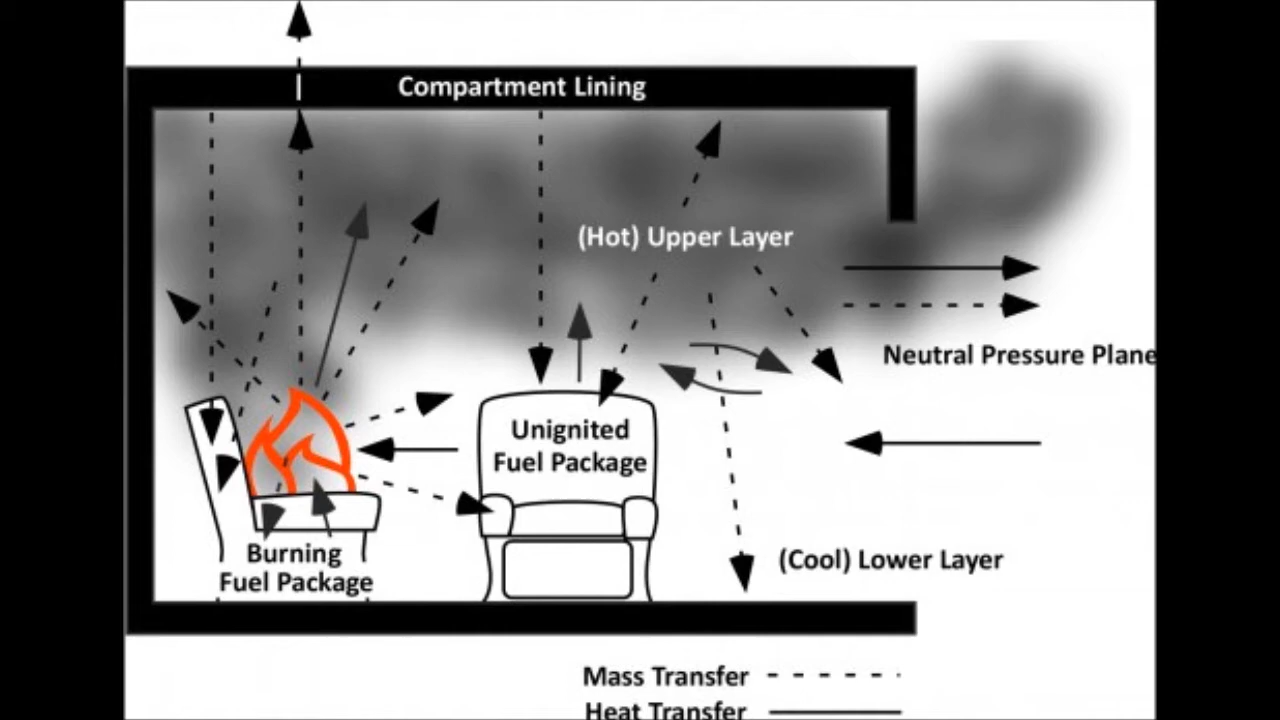 Compartment Lining
(Hot) Upper Layer
Neutral Pressure Plane
Unignited
Fuel Package
Burning
Fuel Package
(Cool) Lower Layer
Mass Transfer
Heat Transfer